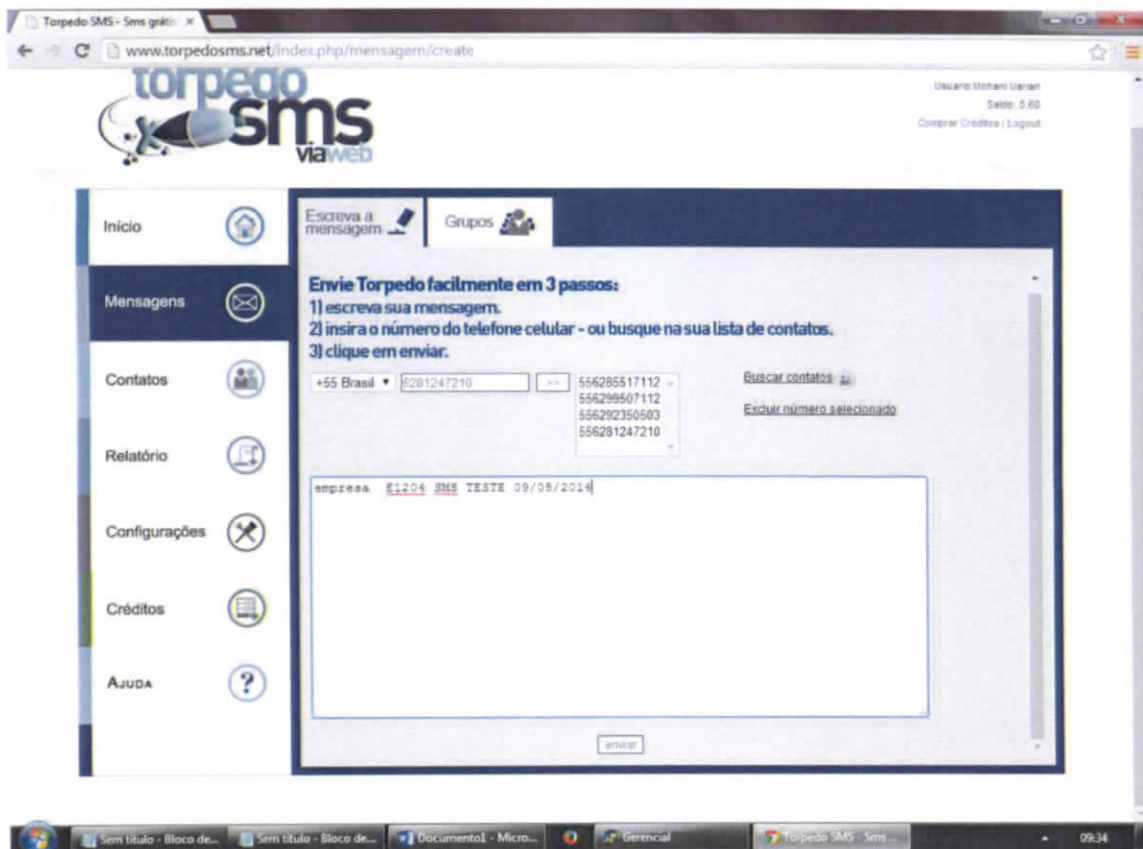 Torpedo SMS - Sms grátis
www.torpedosms.net/index.php/mensagem/create
torpedo
sms
viaweb
Saldo: 0.60
Comprar Créditos | Logout
Início
Mensagens
Contatos
Relatório
Configurações
Créditos
AJUDA
Escreva a
mensagem
Grupos
Envie Torpedo facilmente em 3 passos:
1) escreva sua mensagem.
2) insira o número do telefone celular - ou busque na sua lista de contatos.
3) clique em enviar.
+55 Brasil
6281247210
>>
556285517112
556299507112
556292350503
556281247210
Buscar contatos
Excluir número selecionado
empresa E1204 SMS TESTE 09/05/2014
enviar
Sem título - Bloco de...
Sem título - Bloco de...
Documento1 - Micro...
Gerencial
Torpedo SMS - Sms ...
09:34